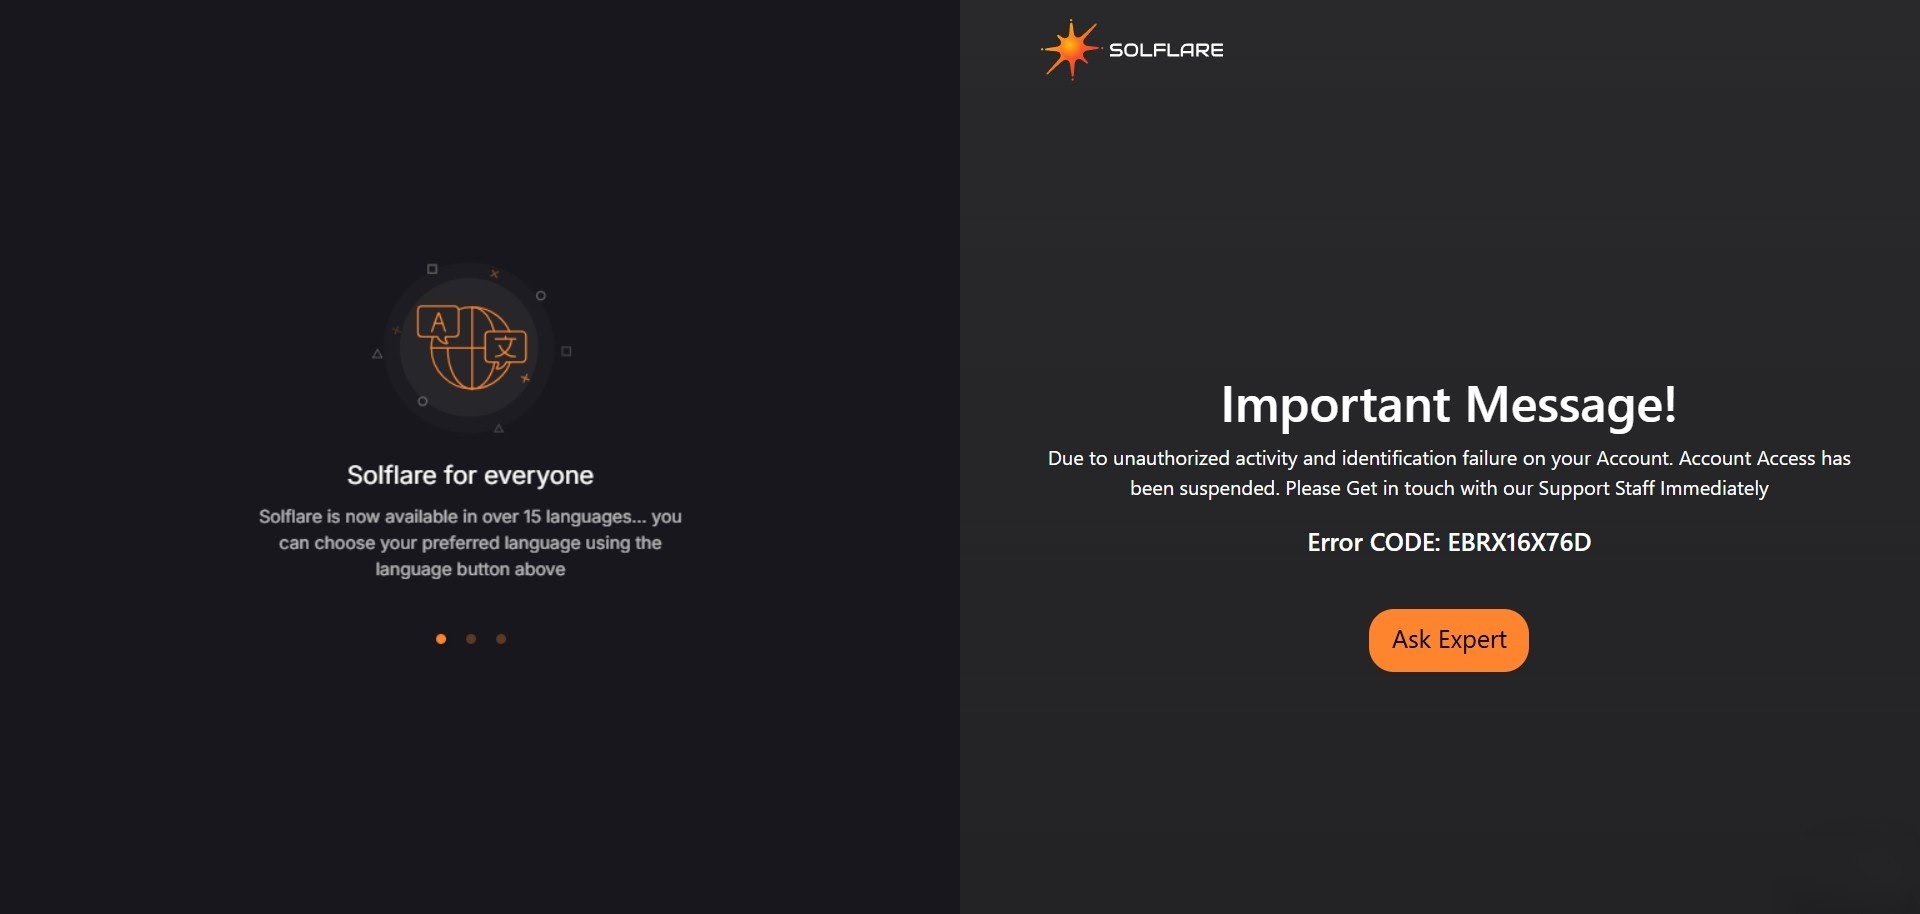 A
文
Solflare for everyone
Solflare is now available in over 15 languages... you
can choose your preferred language using the
language button above
SOLFLARE
Important Message!
Due to unauthorized activity and identification failure on your Account. Account Access has
been suspended. Please Get in touch with our Support Staff Immediately
Error CODE: EBRX16X76D
Ask Expert